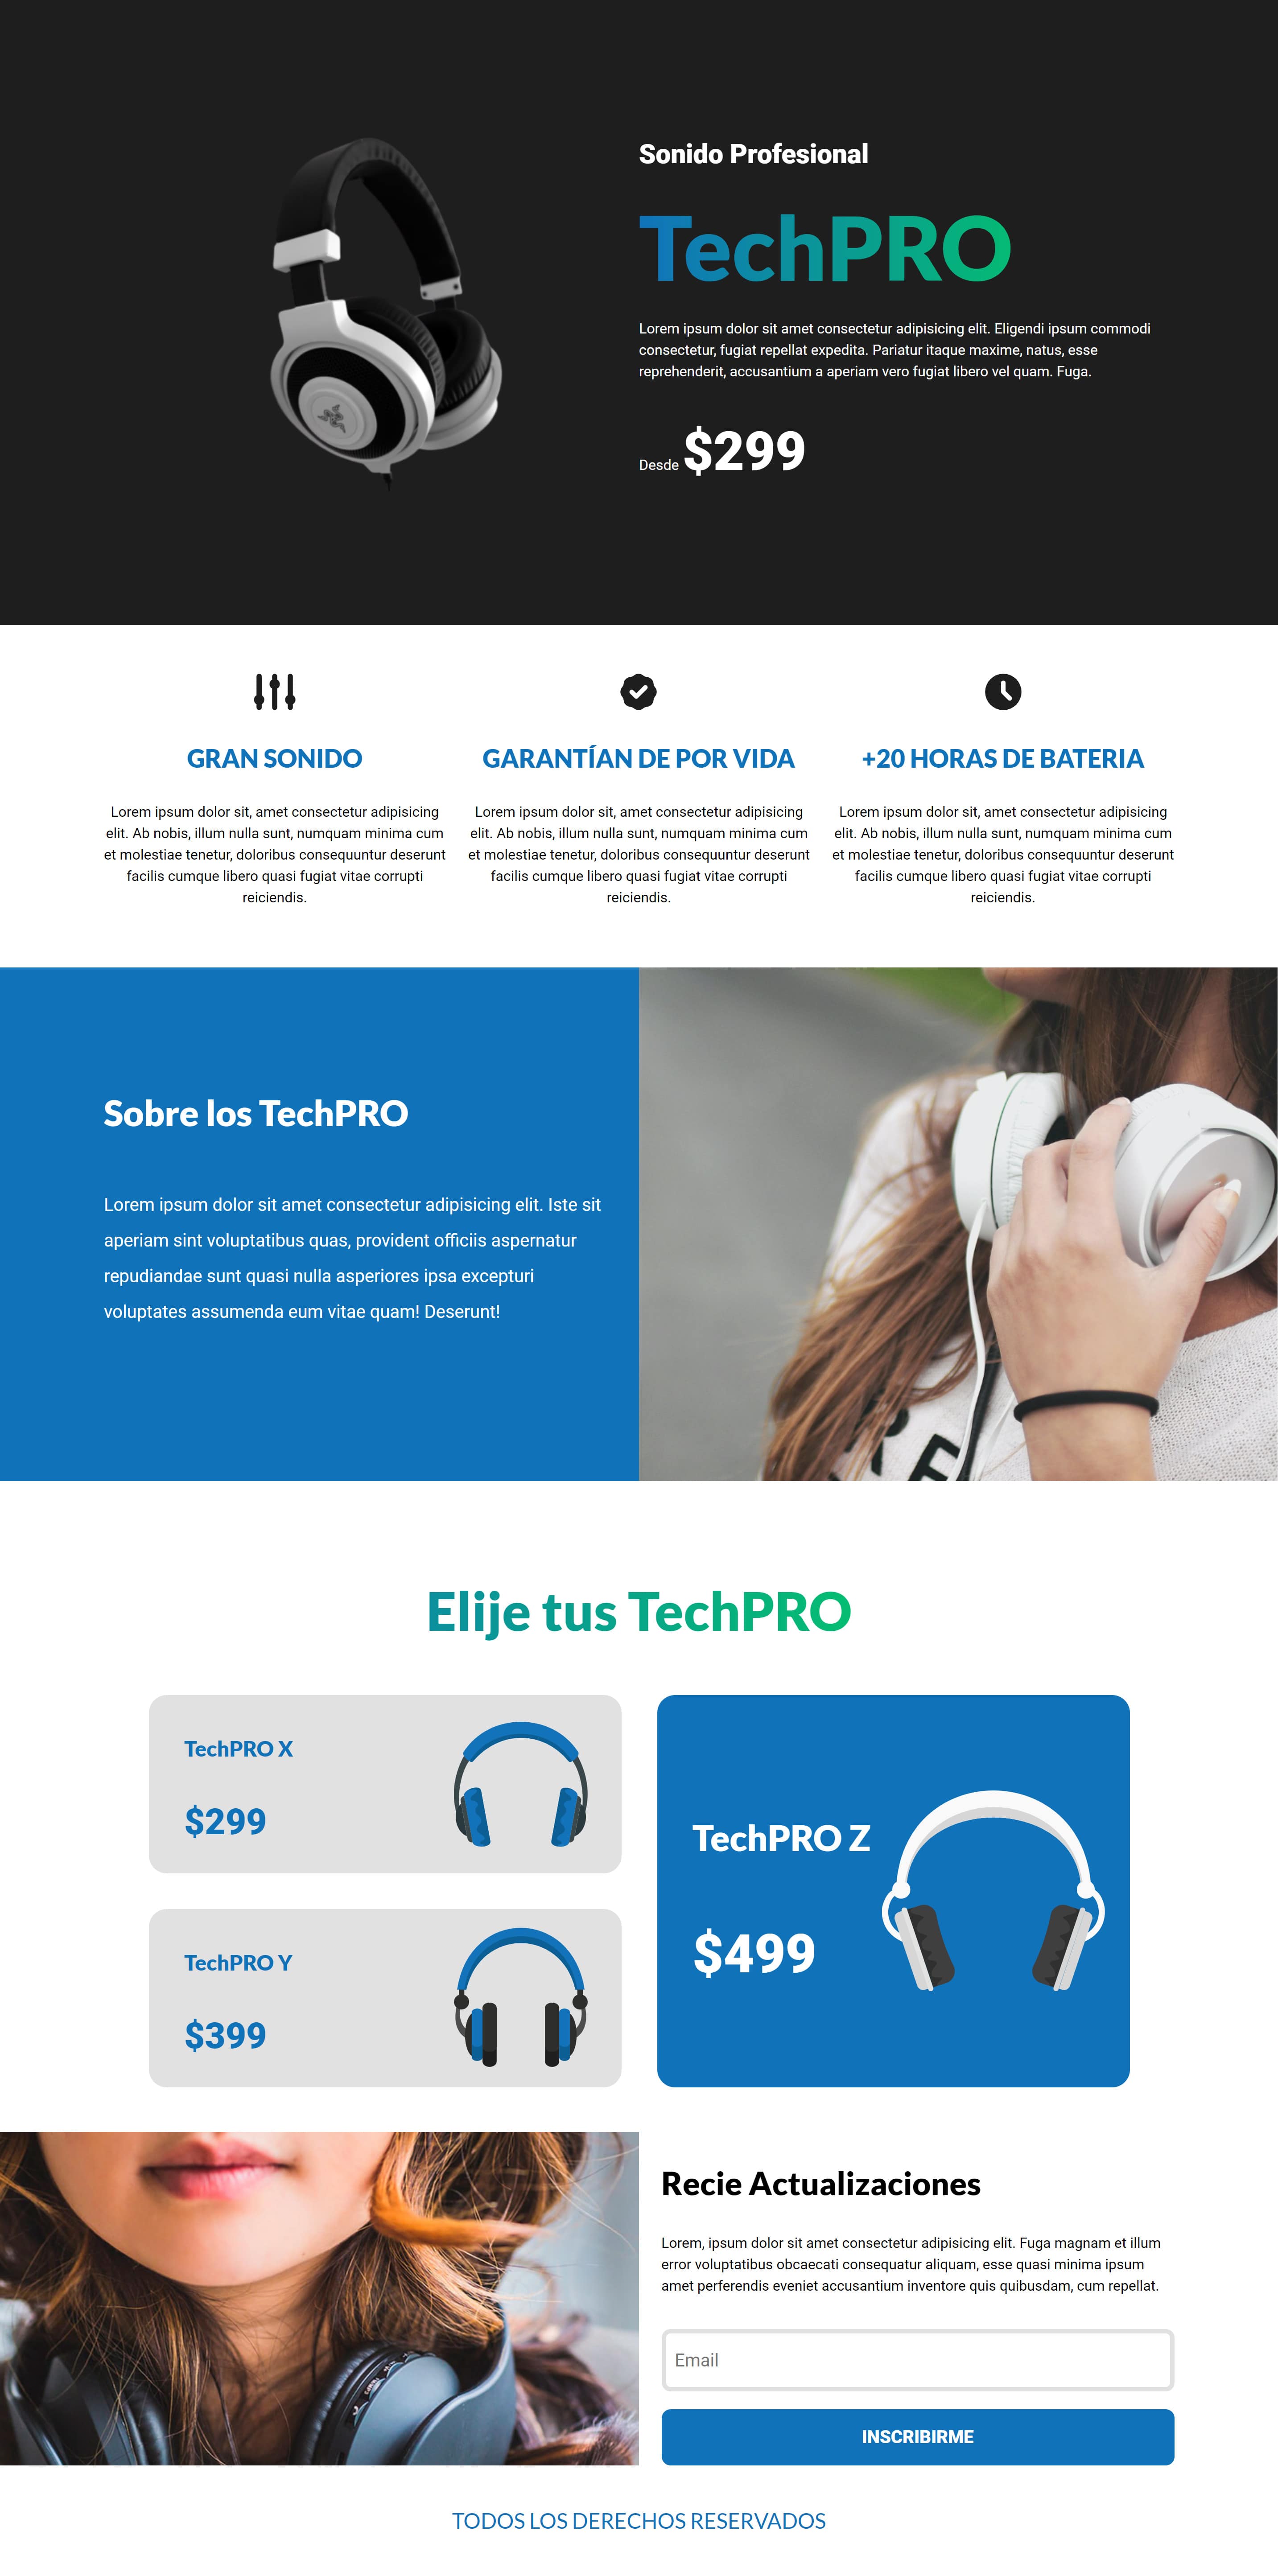 Sonido Profesional
TechPRO
Lorem ipsum dolor sit amet consectetur adipisicing elit. Eligendi ipsum commodi
consectetur, fugiat repellat expedita. Pariatur itaque maxime, natus, esse
reprehenderit, accusantium a aperiam vero fugiat libero vel quam. Fuga.
Desde $299
GRAN SONIDO
Lorem ipsum dolor sit, amet consectetur adipisicing
elit. Ab nobis, illum nulla sunt, numquam minima cum
et molestiae tenetur, doloribus consequuntur deserunt
facilis cumque libero quasi fugiat vitae corrupti
reiciendis.
GARANTÍAN DE POR VIDA
Lorem ipsum dolor sit, amet consectetur adipisicing
elit. Ab nobis, illum nulla sunt, numquam minima cum
et molestiae tenetur, doloribus consequuntur deserunt
facilis cumque libero quasi fugiat vitae corrupti
reiciendis.
+20 HORAS DE BATERIA
Lorem ipsum dolor sit, amet consectetur adipisicing
elit. Ab nobis, illum nulla sunt, numquam minima cum
et molestiae tenetur, doloribus consequuntur deserunt
facilis cumque libero quasi fugiat vitae corrupti
reiciendis.
Sobre los TechPRO
Lorem ipsum dolor sit amet consectetur adipisicing elit. Iste sit
aperiam sint voluptatibus quas, provident officiis aspernatur
repudiandae sunt quasi nulla asperiores ipsa excepturi
voluptates assumenda eum vitae quam! Deserunt!
Elije tus TechPRO
TechPRO X
$299
TechPRO Y
$399
TechPRO Z
$499
Recie Actualizaciones
Lorem, ipsum dolor sit amet consectetur adipisicing elit. Fuga magnam et illum
error voluptatibus obcaecati consequatur aliquam, esse quasi minima ipsum
amet perferendis eveniet accusantium inventore quis quibusdam, cum repellat.
Email
INSCRIBIRME
TODOS LOS DERECHOS RESERVADOS